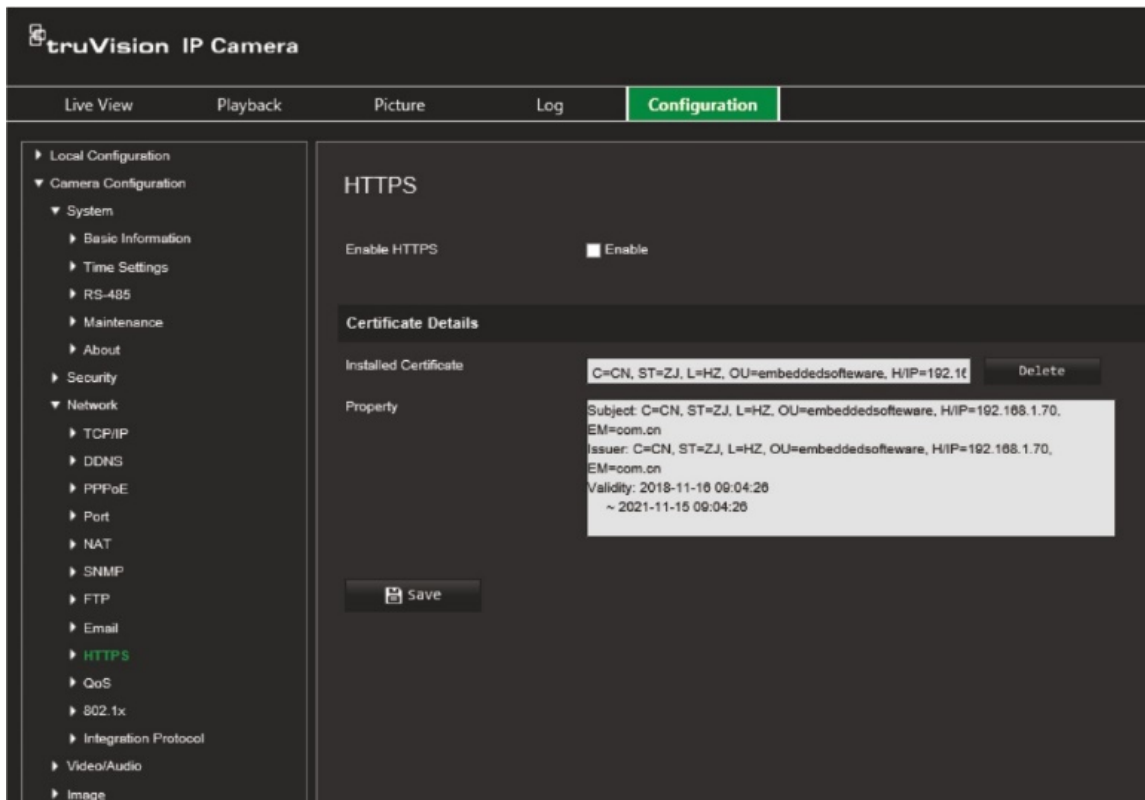 truVision IP Camera
Live View Playback Picture Log Configuration
Local Configuration
Camera Configuration
System
Basic Information
Time Settings
RS-485
Maintenance
About
Security
Network
TCP/IP
DDNS
PPPoE
Port
NAT
SNMP
FTP
Email
HTTPS
QoS
802.1x
Integration Protocol
Video/Audio
Image
HTTPS
Enable HTTPS Enable
Certificate Details
Installed Certificate C=CN, ST=ZJ, L=HZ, OU=embeddedsofteware, H/IP=192.16 Delete
Property
Subject: C=CN, ST=ZJ, L=HZ, OU=embeddedsofteware, H/IP=192.168.1.70,
EM=com.cn
Issuer: C=CN, ST=ZJ, L=HZ, OU=embeddedsofteware, H/IP=192.168.1.70,
EM=com.cn
Validity: 2018-11-16 09:04:26
~ 2021-11-15 09:04:26
Save